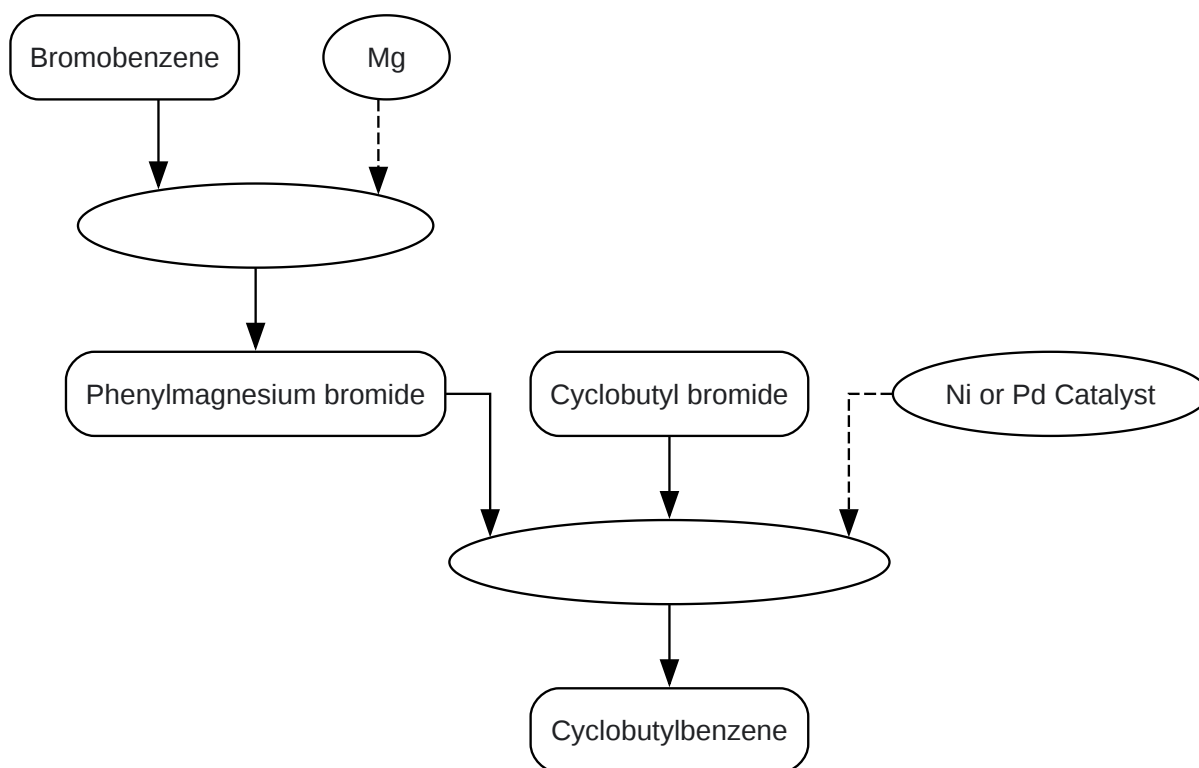 Bromobenzene
Mg
Phenylmagnesium bromide
Cyclobutyl bromide
Ni or Pd Catalyst
Cyclobutylbenzene